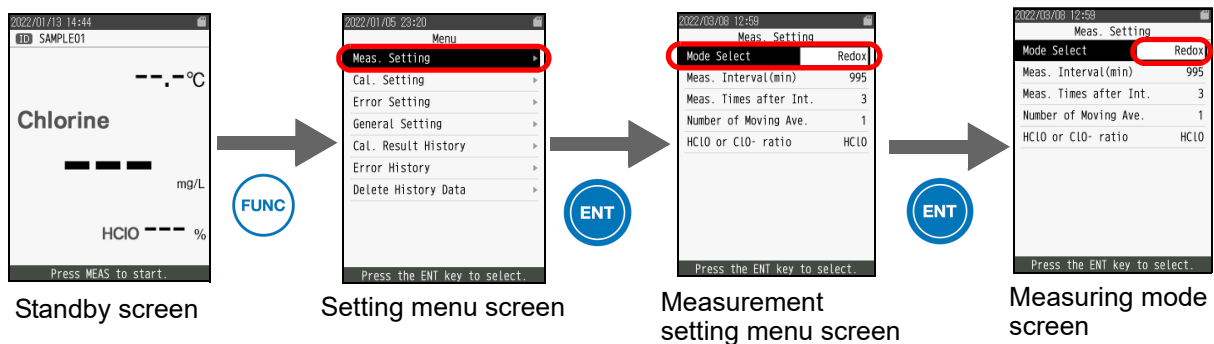 2022/01/13 14:44
ID SAMPLE01
--.-°C
Chlorine
---
mg/L
HClO --- %
Press MEAS to start.
Standby screen
FUNC
2022/01/05 23:20
Menu
Meas. Setting
Cal. Setting
Error Setting
General Setting
Cal. Result History
Error History
Delete History Data
Press the ENT key to select.
Setting menu screen
ENT
2022/03/08 12:59
Meas. Setting
Mode Select Redox
Meas. Interval(min) 995
Meas. Times after Int. 3
Number of Moving Ave. 1
HClO or ClO- ratio HClO
Press the ENT key to select.
Measurement
setting menu screen
ENT
2022/03/08 12:59
Meas. Setting
Mode Select Redox
Meas. Interval(min) 995
Meas. Times after Int. 3
Number of Moving Ave. 1
HClO or ClO- ratio HClO
Press the ENT key to select.
Measuring mode
screen